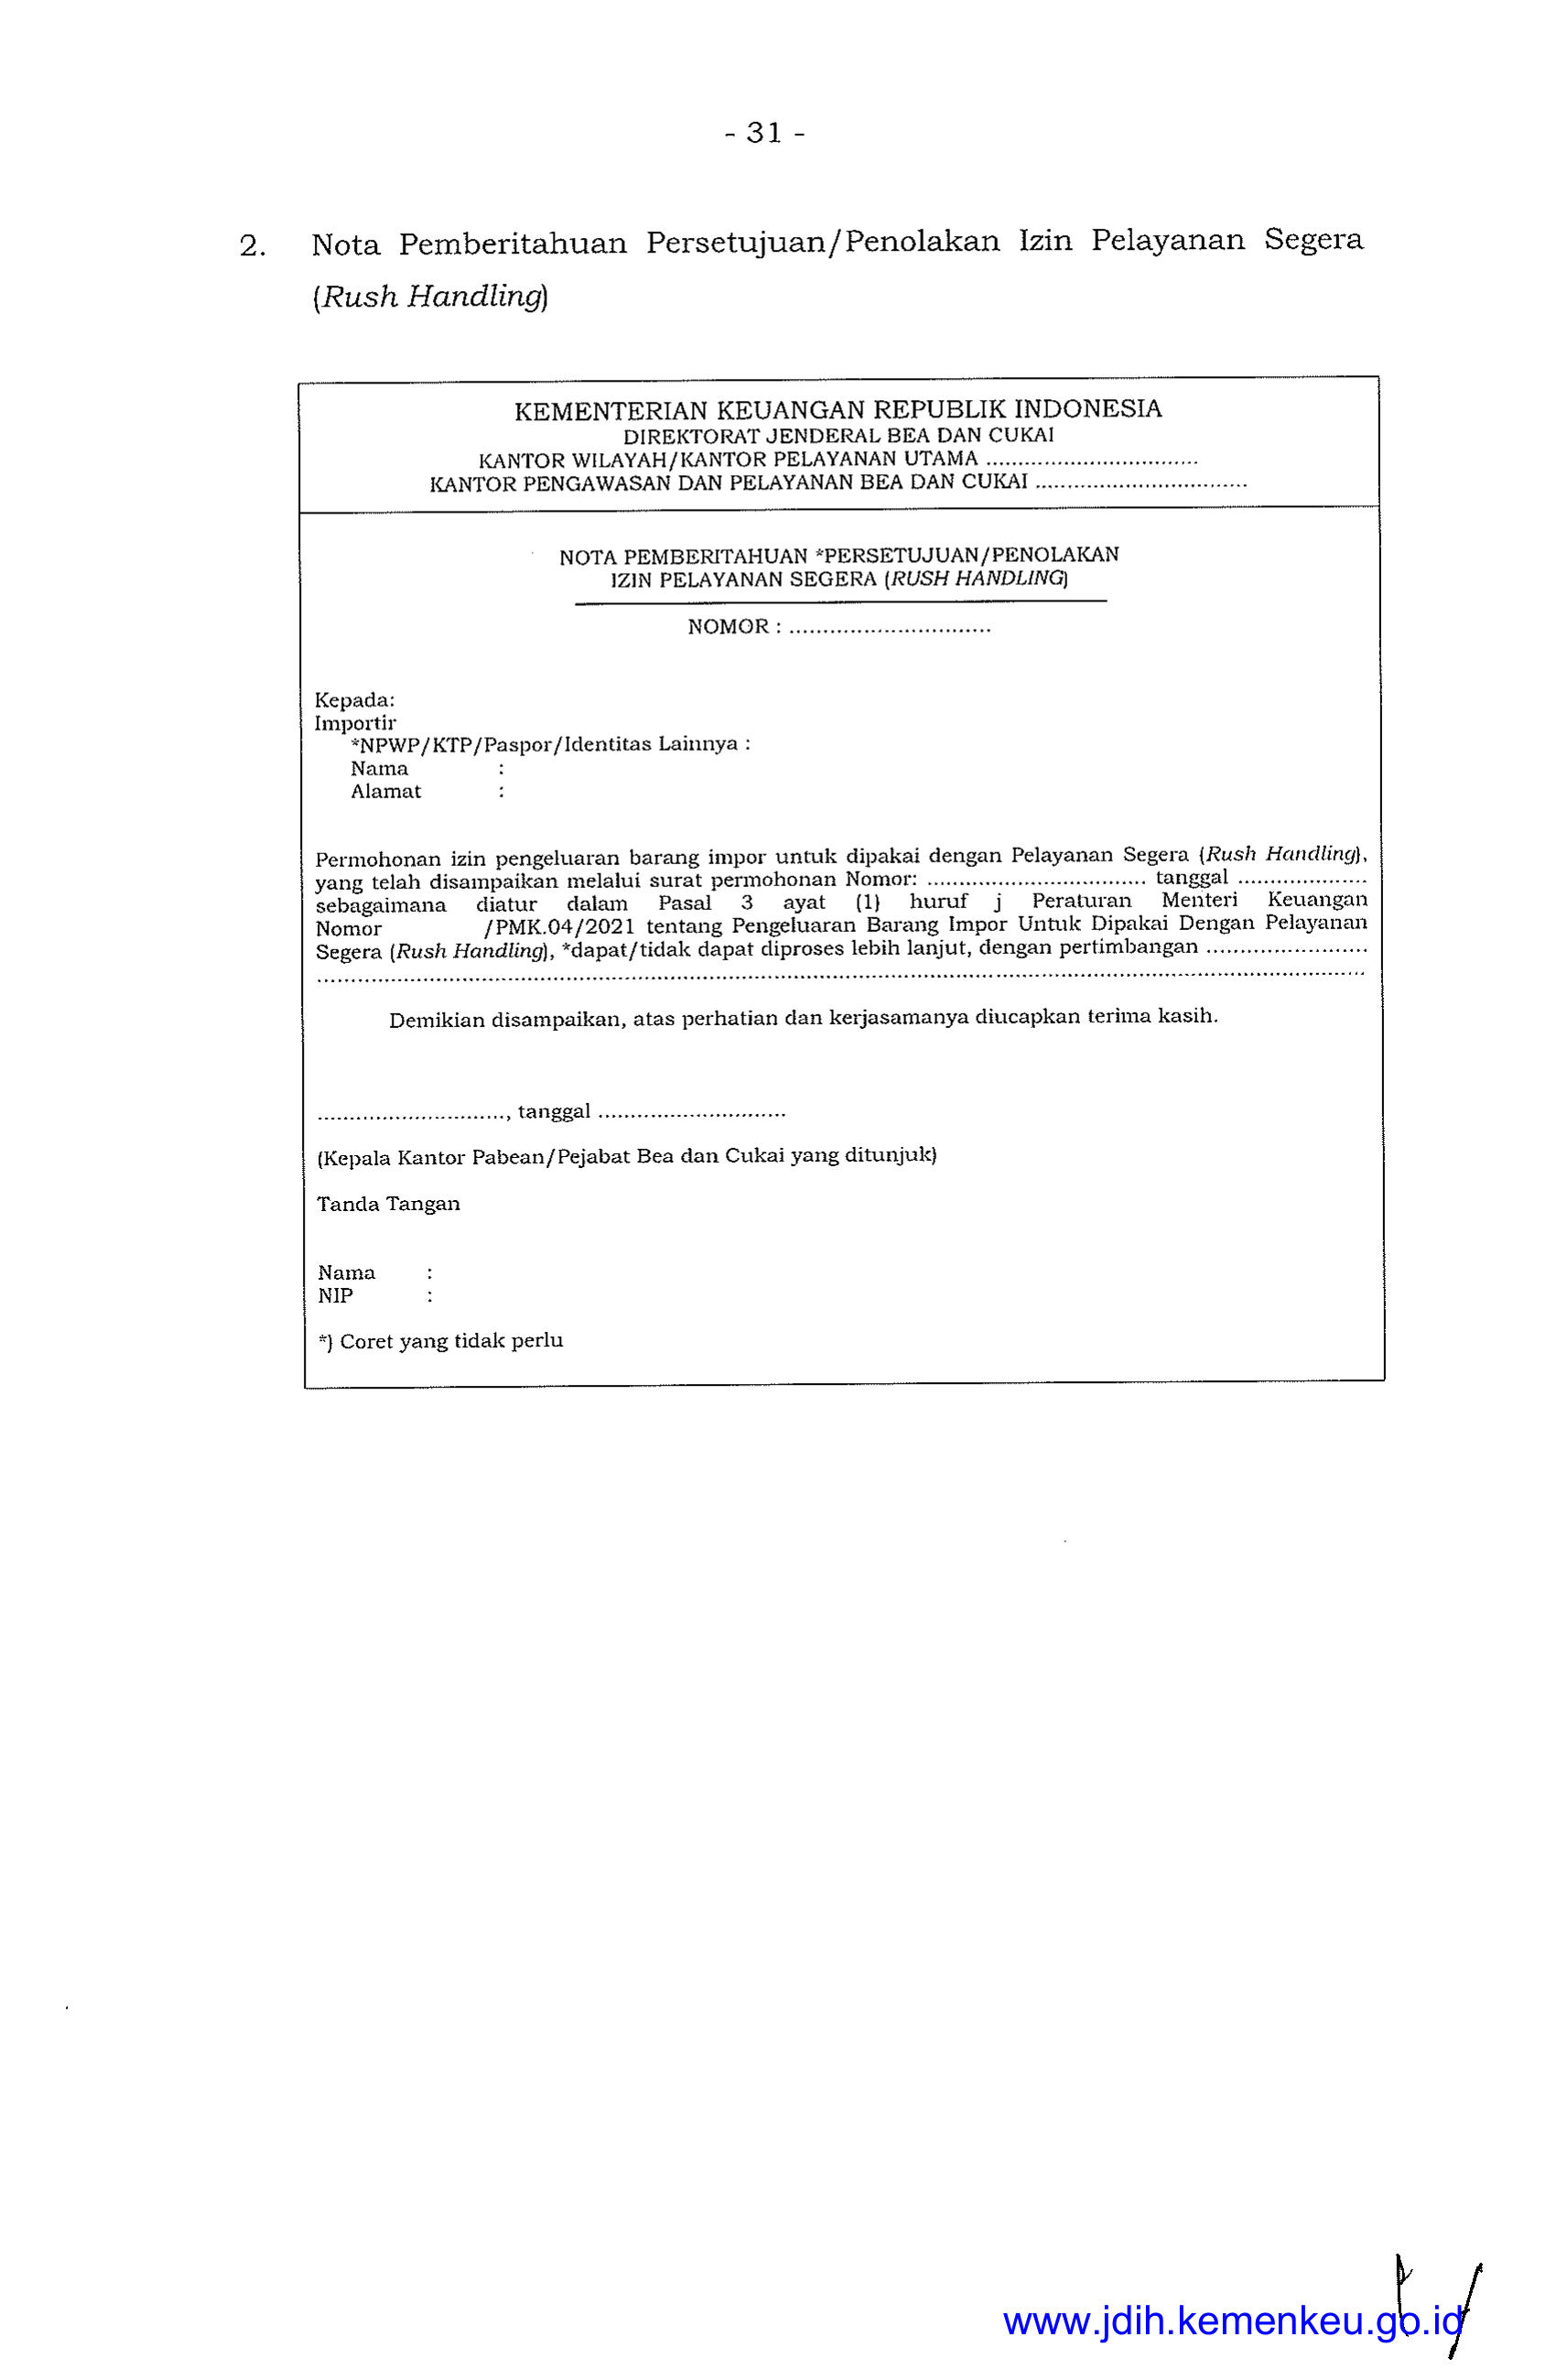 - 31 -
2. Nota Pemberitahuan Persetujuan/Penolakan Izin Pelayanan Segera
(Rush Handling)
KEMENTERIAN KEUANGAN REPUBLIK INDONESIA
DIREKTORAT JENDERAL BEA DAN CUKAI
KANTOR WILAYAH/KANTOR PELAYANAN UTAMA ................................
KANTOR PENGAWASAN DAN PELAYANAN BEA DAN CUKAI ................................
NOTA PEMBERITAHUAN *PERSETUJUAN/PENOLAKAN
IZIN PELAYANAN SEGERA (RUSH HANDLING)
NOMOR : ..............................
Kepada:
Importir
*NPWP/KTP/Paspor/Identitas Lainnya :
Nama :
Alamat :
Permohonan izin pengeluaran barang impor untuk dipakai dengan Pelayanan Segera (Rush Handling),
yang telah disampaikan melalui surat permohonan Nomor: ................................ tanggal ...................
sebagaimana diatur dalam Pasal 3 ayat (1) huruf j Peraturan Menteri Keuangan
Nomor /PMK.04/2021 tentang Pengeluaran Barang Impor Untuk Dipakai Dengan Pelayanan
Segera (Rush Handling), *dapat/tidak dapat diproses lebih lanjut, dengan pertimbangan ........................
................................................................................................................................
Demikian disampaikan, atas perhatian dan kerjasamanya diucapkan terima kasih.
............................, tanggal ............................
(Kepala Kantor Pabean/Pejabat Bea dan Cukai yang ditunjuk)
Tanda Tangan
Nama :
NIP :
*) Coret yang tidak perlu
www.jdih.kemenkeu.go.id